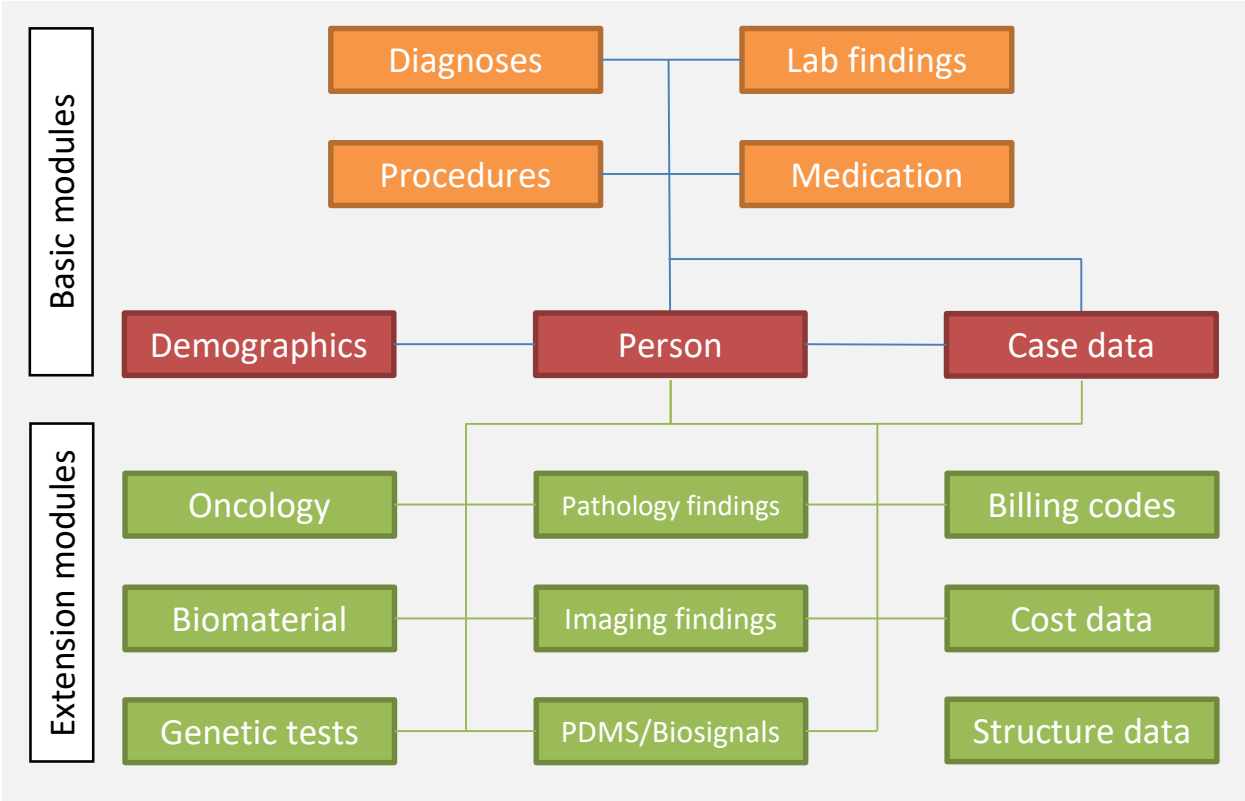 Basic modules
Diagnoses
Lab findings
Procedures
Medication
Demographics
Person
Case data
Extension modules
Oncology
Pathology findings
Billing codes
Biomaterial
Imaging findings
Cost data
Genetic tests
PDMS/Biosignals
Structure data